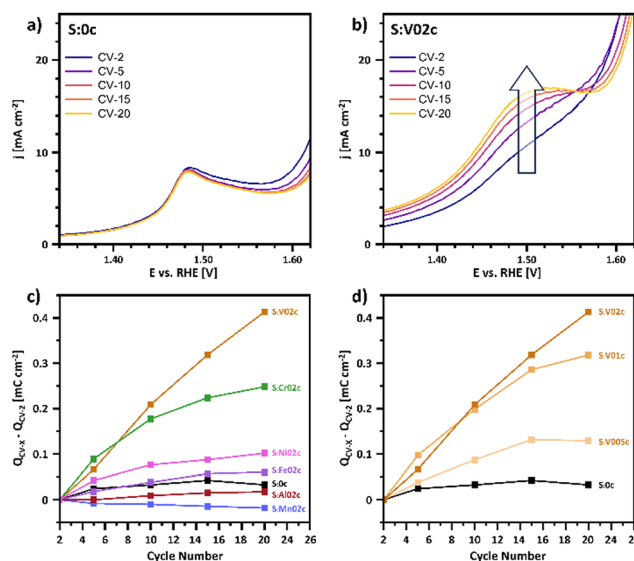 a)
S:0c
j [mA cm⁻²]
20
10
0
CV-2
CV-5
CV-10
CV-15
CV-20
1.40
1.50
1.60
E vs. RHE [V]
b)
S:V02c
j [mA cm⁻²]
20
10
0
CV-2
CV-5
CV-10
CV-15
CV-20
1.40
1.50
1.60
E vs. RHE [V]
c)
Q_CV-X - Q_CV-2 [mC cm⁻²]
0.4
0.3
0.2
0.1
0
S:V02c
S:Cr02c
S:Ni02c
S:Fe02c
S:0c
S:Al02c
S:Mn02c
2 4 6 8 10 12 14 16 18 20 22 24 26
Cycle Number
d)
Q_CV-X - Q_CV-2 [mC cm⁻²]
0.4
0.3
0.2
0.1
0
S:V02c
S:V01c
S:V005c
S:0c
2 4 6 8 10 12 14 16 18 20 22
Cycle Number